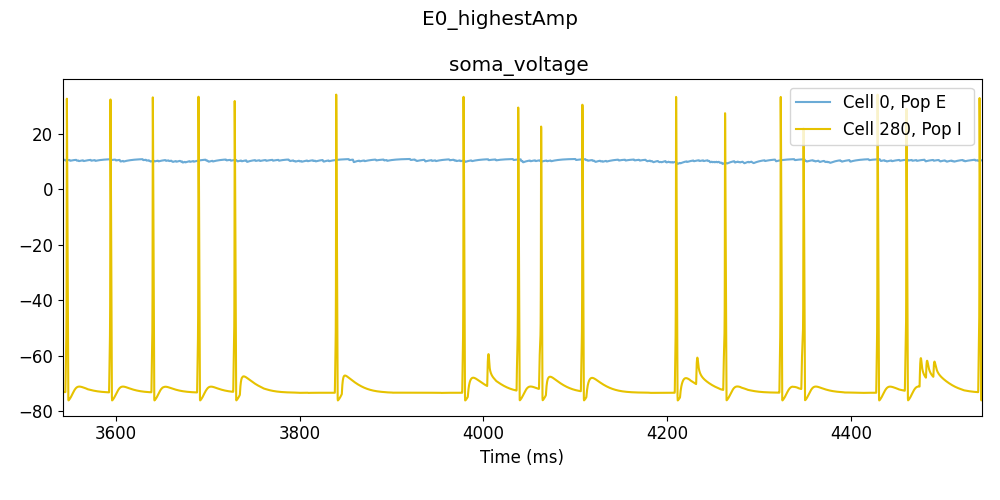 E0_highestAmp
soma_voltage
Cell 0, Pop E
Cell 280, Pop I
20
0
−20
−40
−60
−80
3600 3800 4000 4200 4400
Time (ms)